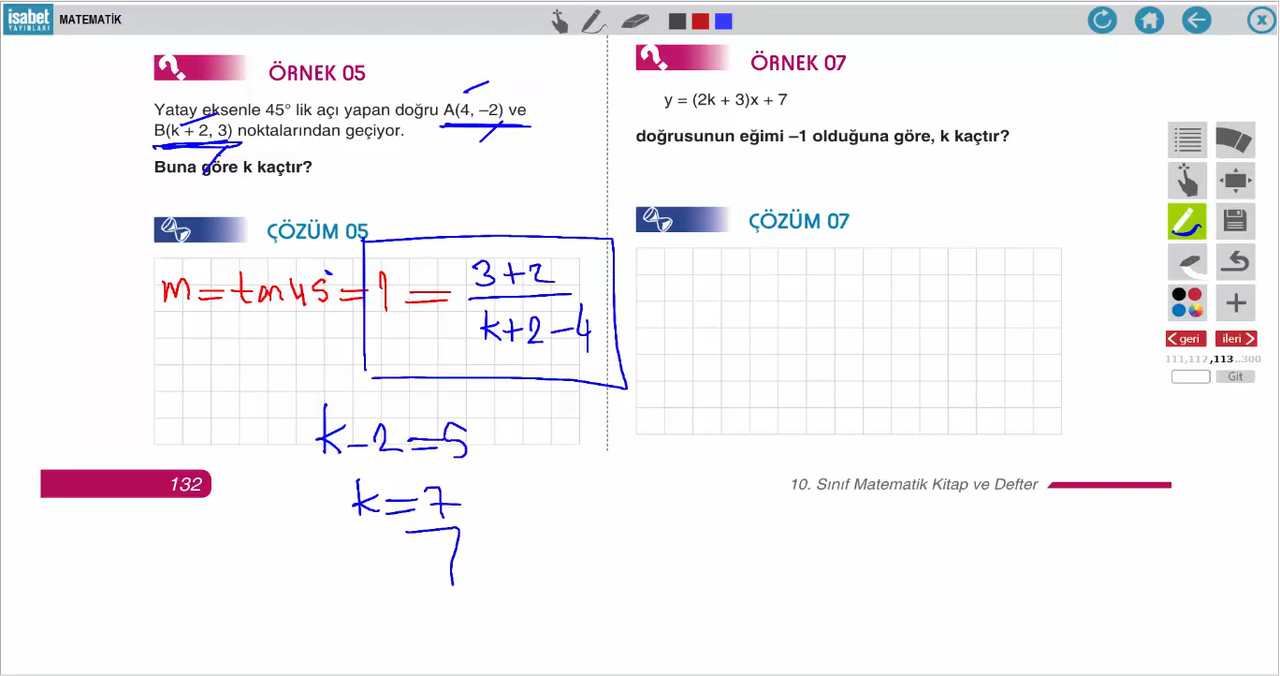 isabet
YAYINLARI
MATEMATİK
ÖRNEK 05
Yatay eksenle 45° lik açı yapan doğru A(4, –2) ve
B(k + 2, 3) noktalarından geçiyor.
Buna göre k kaçtır?
ÇÖZÜM 05
m = tan 45° = 1 = 3+2 / k+2-4
k-2=5
k=7
132
ÖRNEK 07
y = (2k + 3)x + 7
doğrusunun eğimi –1 olduğuna göre, k kaçtır?
ÇÖZÜM 07
10. Sınıf Matematik Kitap ve Defter
geri
ileri
111,112,113..300
Git